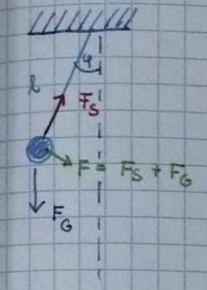 φ
l
F_S
F = F_S + F_G
F_G